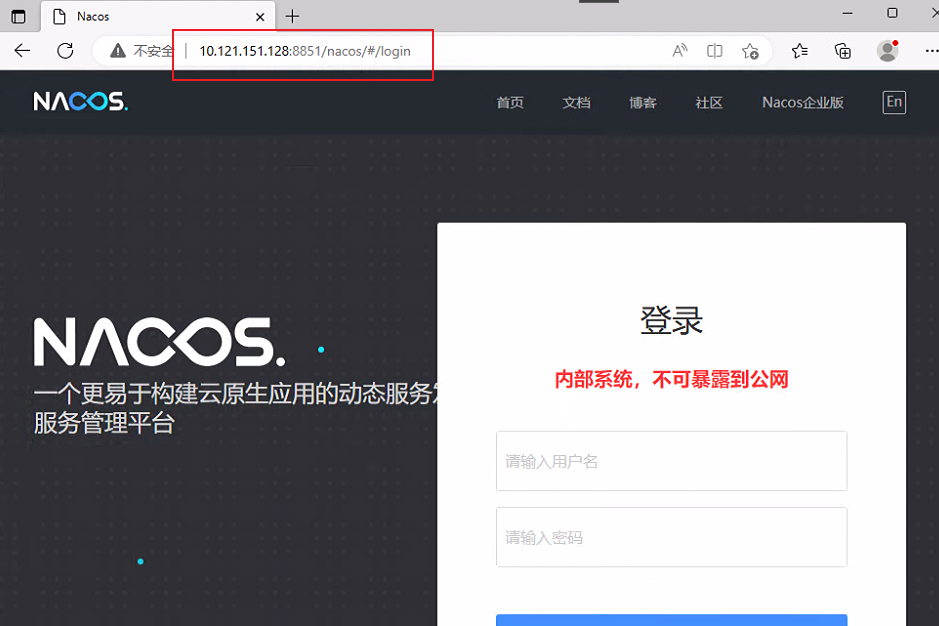 Nacos
不安全
10.121.151.128:8851/nacos/#/login
NACOS.
首页
文档
博客
社区
Nacos企业版
En
NACOS.
一个更易于构建云原生应用的动态服务
服务管理平台
登录
内部系统，不可暴露到公网
请输入用户名
请输入密码